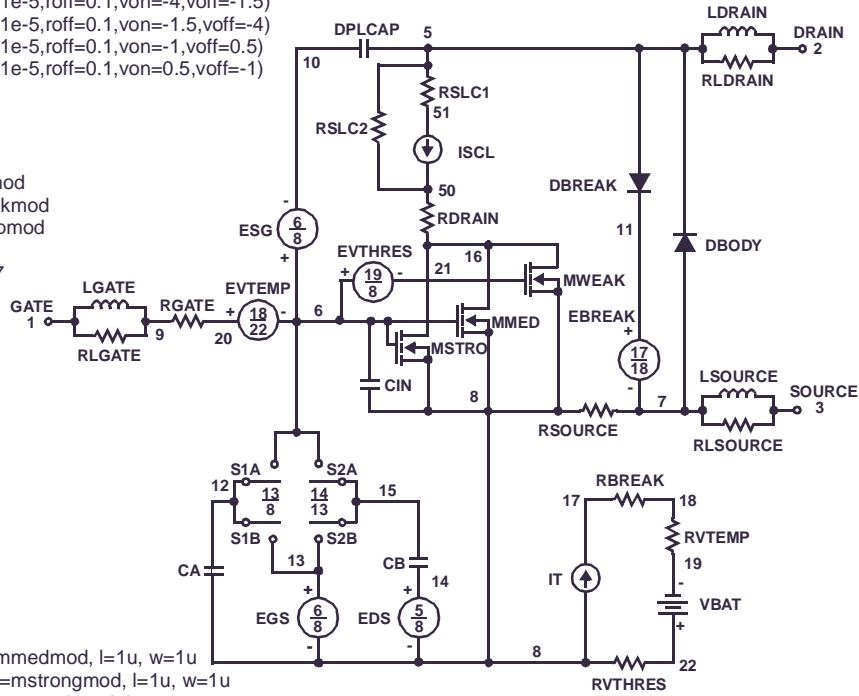 1e-5,roff=0.1,von=-4,voff=-1.5)
1e-5,roff=0.1,von=-1.5,voff=-4)
1e-5,roff=0.1,von=-1,voff=0.5)
1e-5,roff=0.1,von=0.5,voff=-1)
LDRAIN
DPLCAP
5
DRAIN
2
10
RLDRAIN
RSLC1
51
RSLC2
ISCL
50
DBREAK
RDRAIN
ESG
-
6
8
+
11
DBODY
EVTHRES
+
19
8
-
21
16
MWEAK
LGATE
GATE
1
RLGATE
9
RGATE
20
EVTEMP
+
18
22
-
6
MMED
MSTRO
EBREAK
+
17
18
-
CIN
8
RSOURCE
7
LSOURCE
SOURCE
3
RLSOURCE
S1A
S2A
12
13
8
14
13
15
S1B
S2B
13
CA
CB
14
EGS
+
6
8
-
EDS
+
5
8
-
RBREAK
17
18
RVTEMP
19
IT
-
VBAT
+
8
22
RVTHRES
mmedmod, l=1u, w=1u
=mstrongmod, l=1u, w=1u